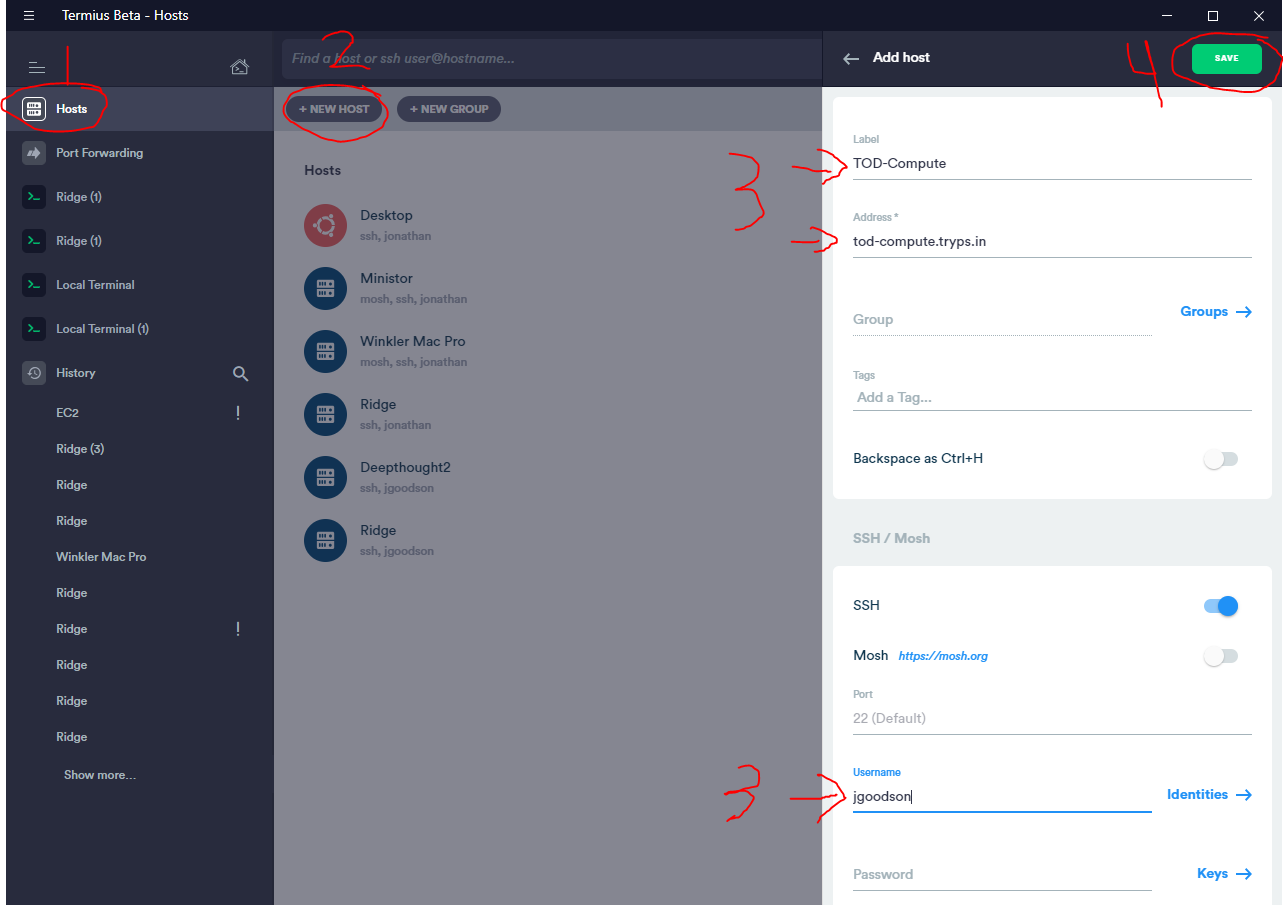 Termius Beta - Hosts
1
Hosts
Port Forwarding
Ridge (1)
Ridge (1)
Local Terminal
Local Terminal (1)
History
EC2
!
Ridge (3)
Ridge
Ridge
Winkler Mac Pro
Ridge
Ridge
!
Ridge
Ridge
Ridge
Show more...
2
Find a host or ssh user@hostname...
+ NEW HOST
+ NEW GROUP
Hosts
Desktop
ssh, jonathan
Ministor
mosh, ssh, jonathan
Winkler Mac Pro
mosh, ssh, jonathan
Ridge
ssh, jonathan
Deepthought2
ssh, jgoodson
Ridge
ssh, jgoodson
Add host
4
SAVE
3
Label
TOD-Compute
Address *
tod-compute.tryps.in
Group
Groups
Tags
Add a Tag...
Backspace as Ctrl+H
SSH / Mosh
SSH
Mosh https://mosh.org
Port
22 (Default)
3
Username
jgoodson
Identities
Password
Keys